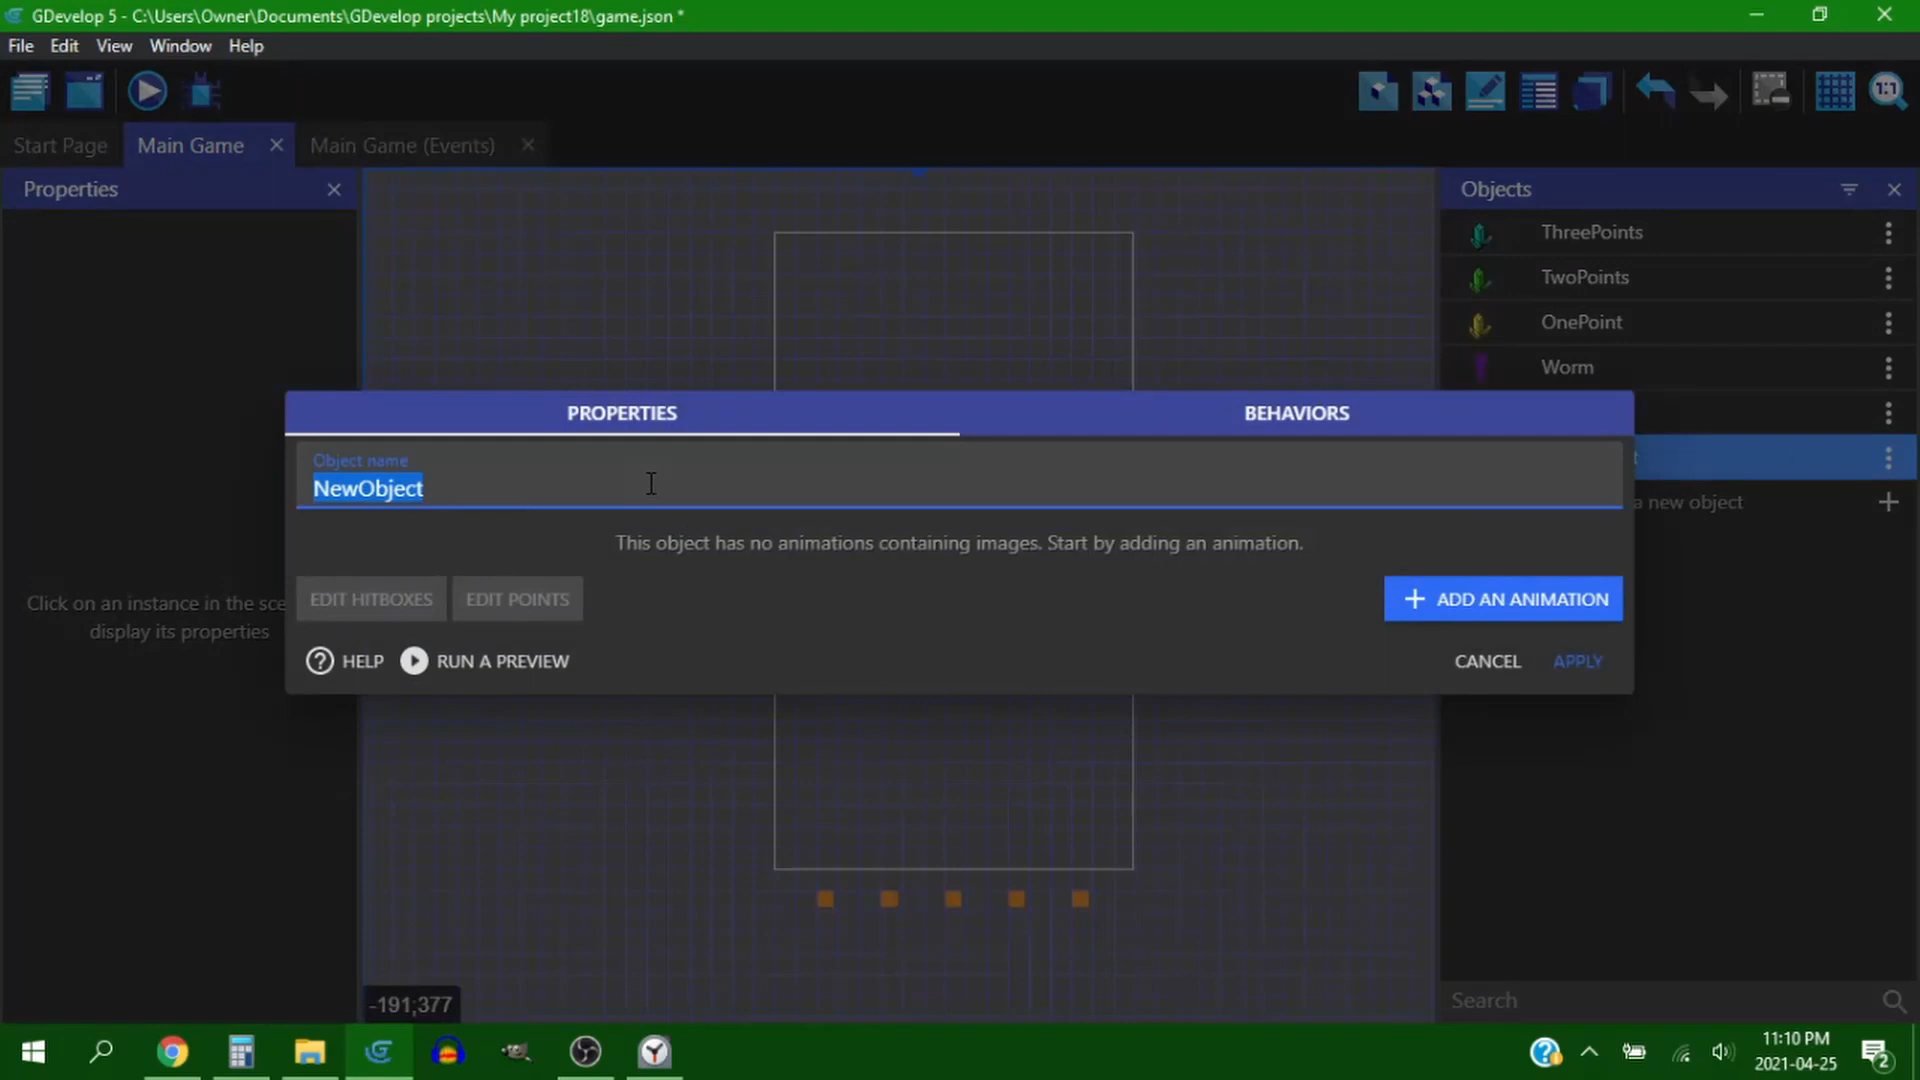 GDevelop 5 - C:\Users\Owner\Documents\GDevelop projects\My project18\game.json *
File Edit View Window Help
1:1
Start Page Main Game Main Game (Events)
Properties
Objects
ThreePoints
TwoPoints
OnePoint
Worm
PROPERTIES BEHAVIORS
Object name
NewObject
a new object
This object has no animations containing images. Start by adding an animation.
Click on an instance in the sce
display its properties
EDIT HITBOXES EDIT POINTS
+ ADD AN ANIMATION
HELP RUN A PREVIEW
CANCEL APPLY
-191;377
Search
11:10 PM
2021-04-25
2